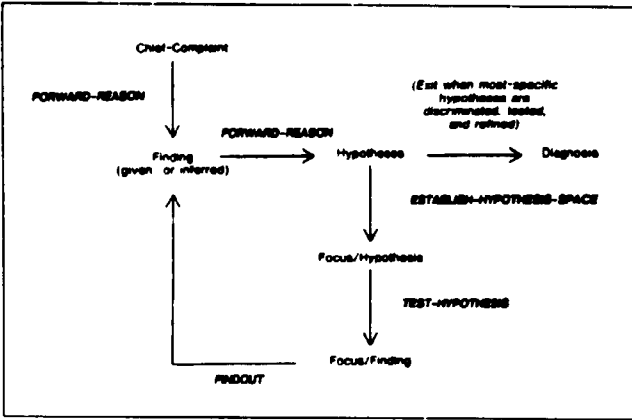 Chief-Complaint
FORWARD-REASON
(Exit when most-specific
hypotheses are
discriminated, tested,
and refined)
FORWARD-REASON
Finding
(given or inferred)
Hypotheses
Diagnosis
ESTABLISH-HYPOTHESIS-SPACE
Focus/Hypothesis
TEST-HYPOTHESIS
Focus/Finding
FINDOUT